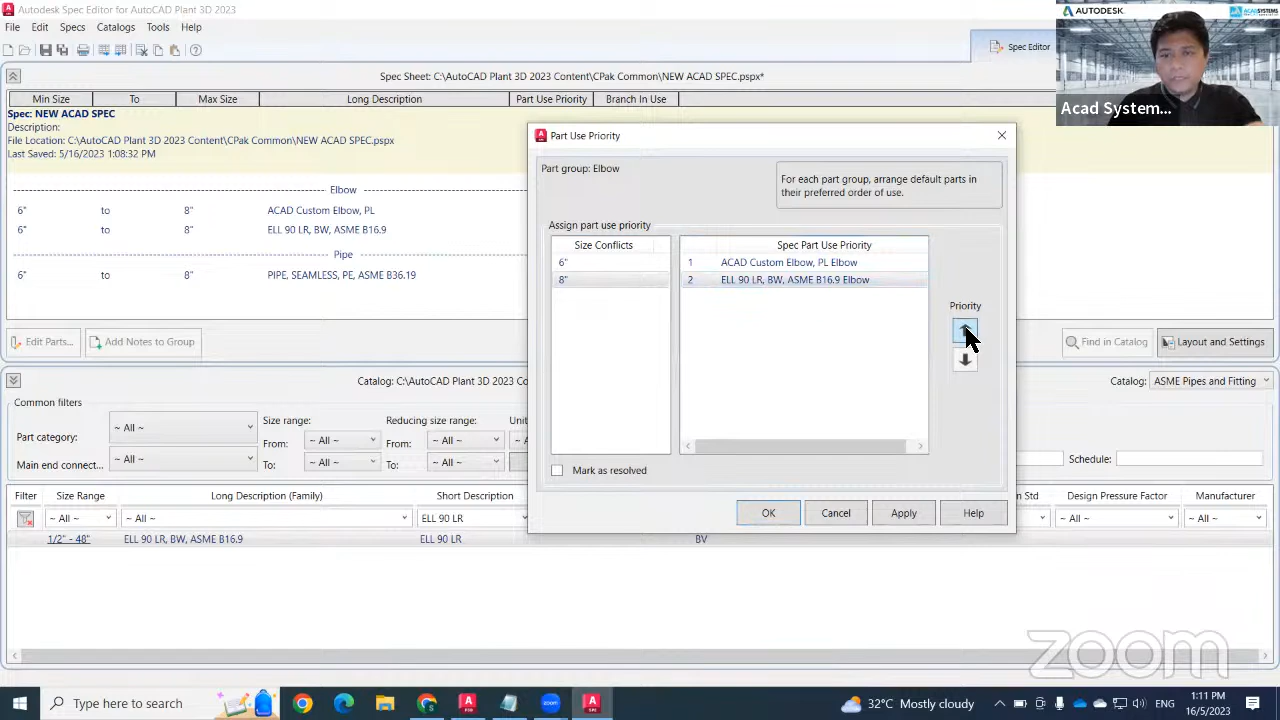 Autodesk Spec Editor for AutoCAD Plant 3D 2023
File Edit Specs Catalogs Tools Help
Spec Editor
AUTODESK
ACADSYSTEMS
Acad System...
Spec Sheet: C:\AutoCAD Plant 3D 2023 Content\CPak Common\NEW ACAD SPEC.pspx*
Min Size To Max Size Long Description Part Use Priority Branch In Use
Spec: NEW ACAD SPEC
Description:
File Location: C:\AutoCAD Plant 3D 2023 Content\CPak Common\NEW ACAD SPEC.pspx
Last Saved: 5/16/2023 1:08:32 PM
Elbow
6" to 8" ACAD Custom Elbow, PL
6" to 8" ELL 90 LR, BW, ASME B16.9
Pipe
6" to 8" PIPE, SEAMLESS, PE, ASME B36.19
Edit Parts... Add Notes to Group Find in Catalog Layout and Settings
Part Use Priority
Part group: Elbow
For each part group, arrange default parts in
their preferred order of use.
Assign part use priority
Size Conflicts Spec Part Use Priority
6" 1 ACAD Custom Elbow, PL Elbow
8" 2 ELL 90 LR, BW, ASME B16.9 Elbow
Priority
Mark as resolved
OK Cancel Apply Help
Catalog: C:\AutoCAD Plant 3D 2023 Co Catalog: ASME Pipes and Fitting
Common filters
Part category: ~ All ~
Main end connect... ~ All ~
Size range: Reducing size range: Unit
From: ~ All ~ From: ~ All ~ ~ A
To: ~ All ~ To: ~ All ~
Schedule:
Filter Size Range Long Description (Family) Short Description n Std Design Pressure Factor Manufacturer
~ All ~ ~ All ~ ELL 90 LR ~ All ~ ~ All ~
1/2" - 48" ELL 90 LR, BW, ASME B16.9 ELL 90 LR BV
zoom
Type here to search
32°C Mostly cloudy
ENG
1:11 PM
16/5/2023